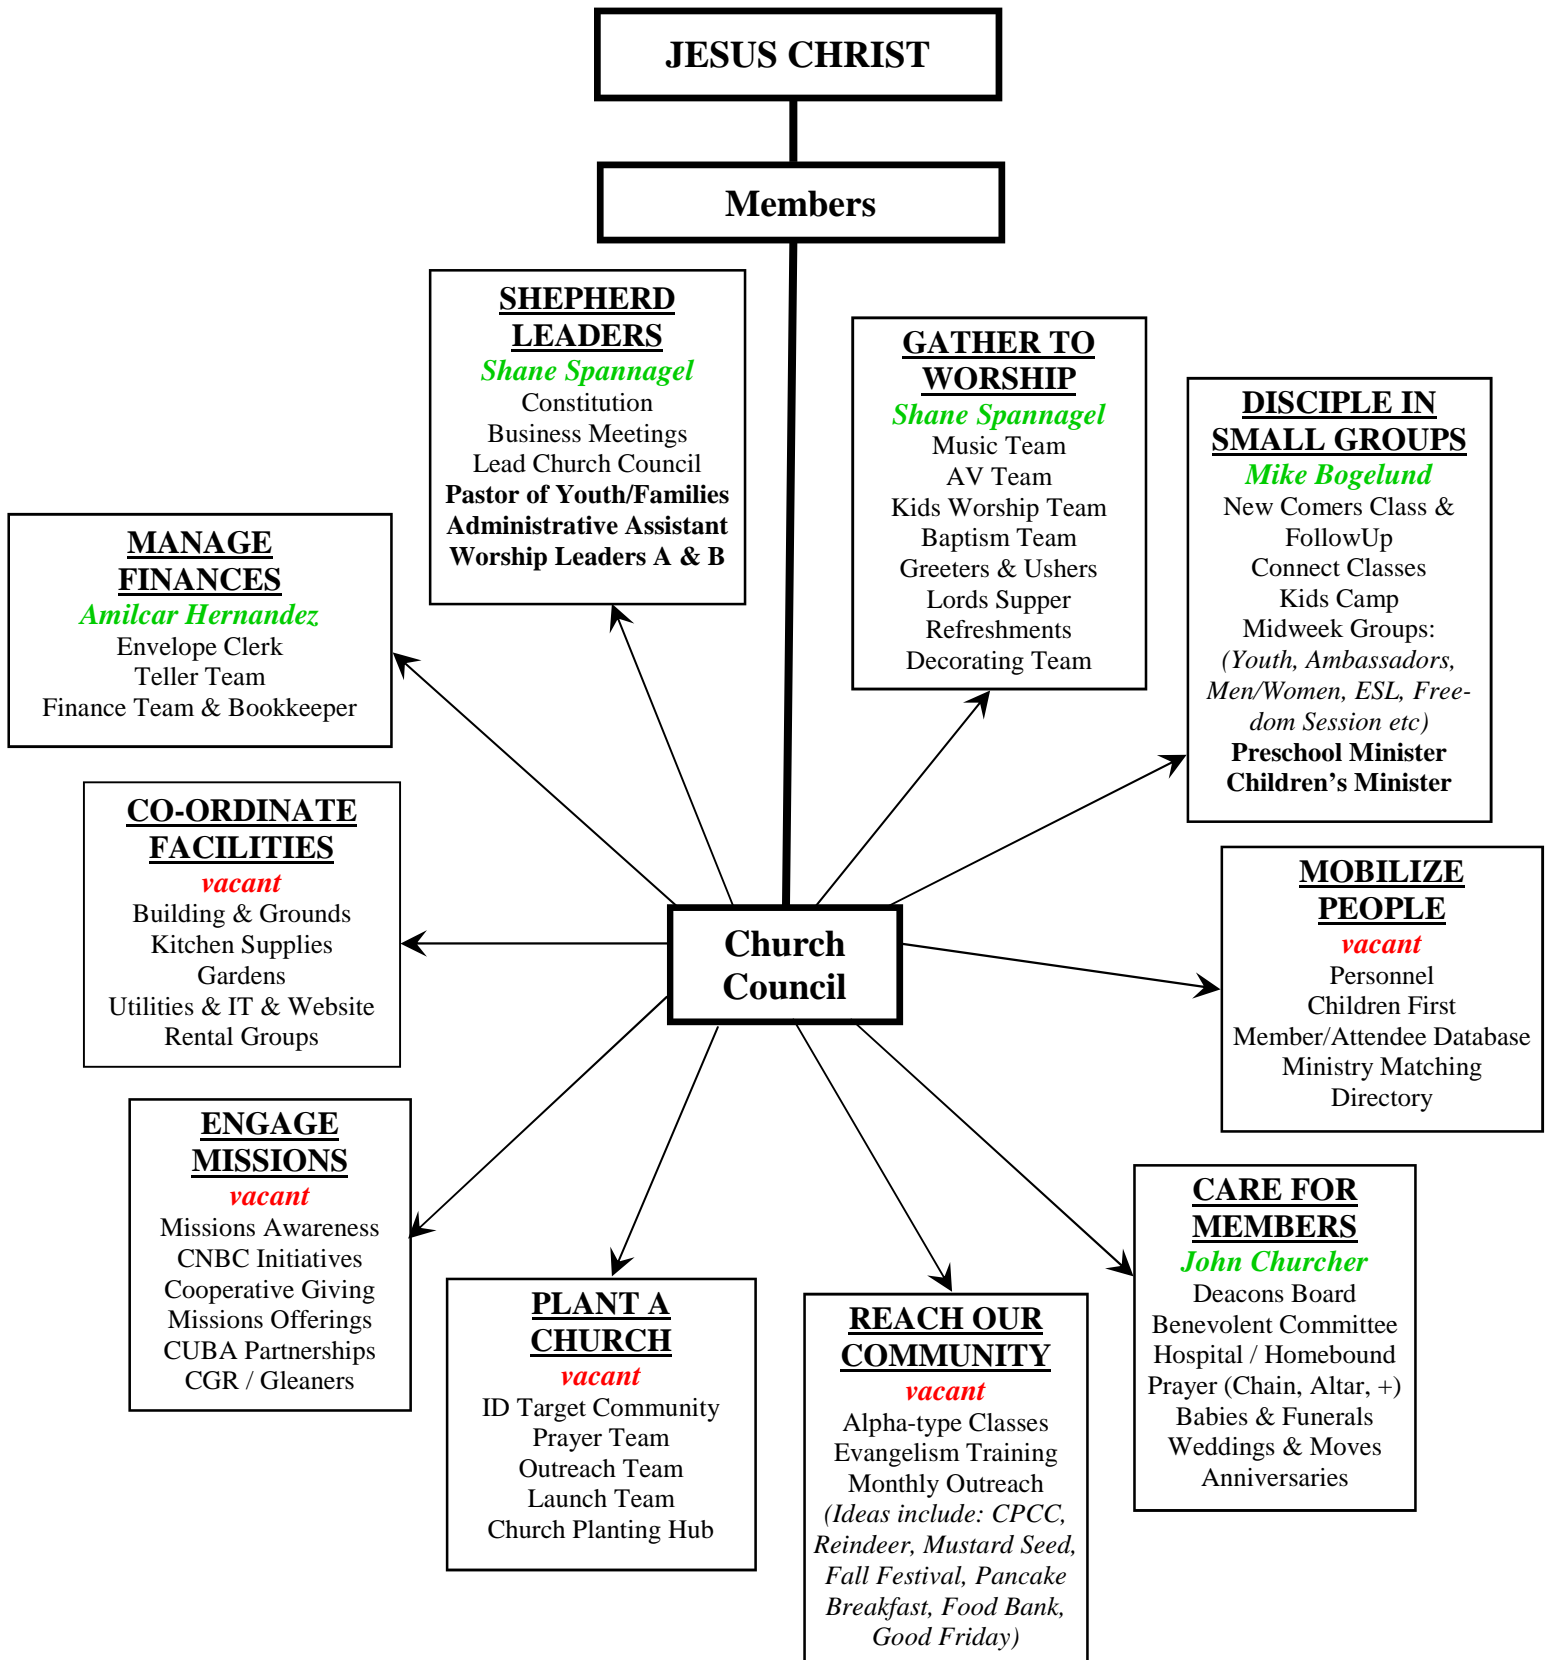 JESUS CHRIST
Members
SHEPHERD
LEADERS
Shane Spannagel
Constitution
Business Meetings
Lead Church Council
Pastor of Youth/Families
Administrative Assistant
Worship Leaders A & B
GATHER TO
WORSHIP
Shane Spannagel
Music Team
AV Team
Kids Worship Team
Baptism Team
Greeters & Ushers
Lords Supper
Refreshments
Decorating Team
DISCIPLE IN
SMALL GROUPS
Mike Bogelund
New Comers Class &
FollowUp
Connect Classes
Kids Camp
Midweek Groups:
(Youth, Ambassadors,
Men/Women, ESL, Free-
dom Session etc)
Preschool Minister
Children's Minister
MANAGE
FINANCES
Amilcar Hernandez
Envelope Clerk
Teller Team
Finance Team & Bookkeeper
CO-ORDINATE
FACILITIES
vacant
Building & Grounds
Kitchen Supplies
Gardens
Utilities & IT & Website
Rental Groups
Church
Council
MOBILIZE
PEOPLE
vacant
Personnel
Children First
Member/Attendee Database
Ministry Matching
Directory
ENGAGE
MISSIONS
vacant
Missions Awareness
CNBC Initiatives
Cooperative Giving
Missions Offerings
CUBA Partnerships
CGR / Gleaners
PLANT A
CHURCH
vacant
ID Target Community
Prayer Team
Outreach Team
Launch Team
Church Planting Hub
REACH OUR
COMMUNITY
vacant
Alpha-type Classes
Evangelism Training
Monthly Outreach
(Ideas include: CPCC,
Reindeer, Mustard Seed,
Fall Festival, Pancake
Breakfast, Food Bank,
Good Friday)
CARE FOR
MEMBERS
John Churcher
Deacons Board
Benevolent Committee
Hospital / Homebound
Prayer (Chain, Altar, +)
Babies & Funerals
Weddings & Moves
Anniversaries